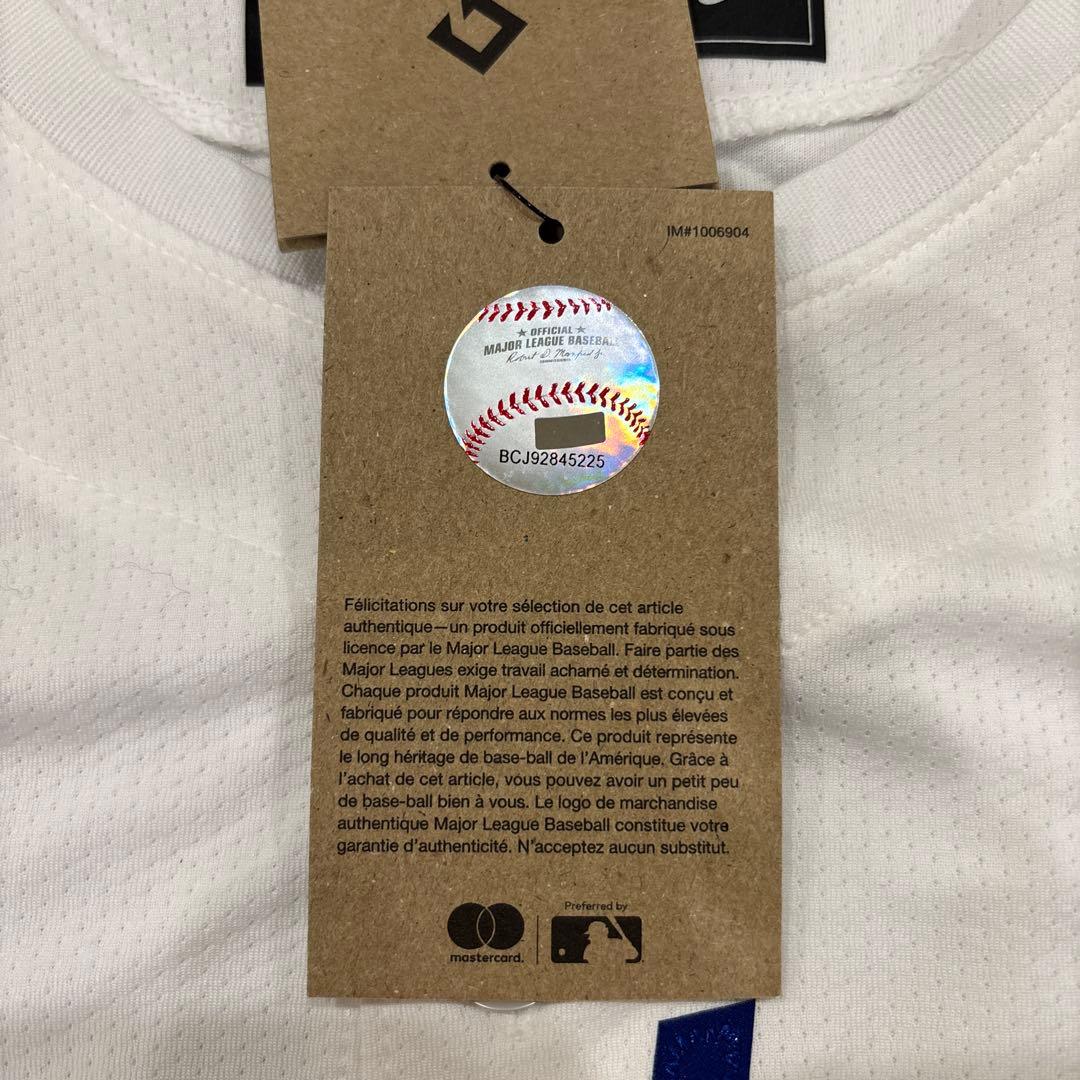 IM#1006904
★ OFFICIAL ★
MAJOR LEAGUE BASEBALL
BCJ92845225
Félicitations sur votre sélection de cet article
authentique—un produit officiellement fabriqué sous
licence par le Major League Baseball. Faire partie des
Major Leagues exige travail acharné et détermination.
Chaque produit Major League Baseball est conçu et
fabriqué pour répondre aux normes les plus élevées
de qualité et de performance. Ce produit représente
le long héritage de base-ball de l'Amérique. Grâce à
l'achat de cet article, vous pouvez avoir un petit peu
de base-ball bien à vous. Le logo de marchandise
authentique Major League Baseball constitue votre
garantie d'authenticité. N'acceptez aucun substitut.
mastercard.
Preferred by